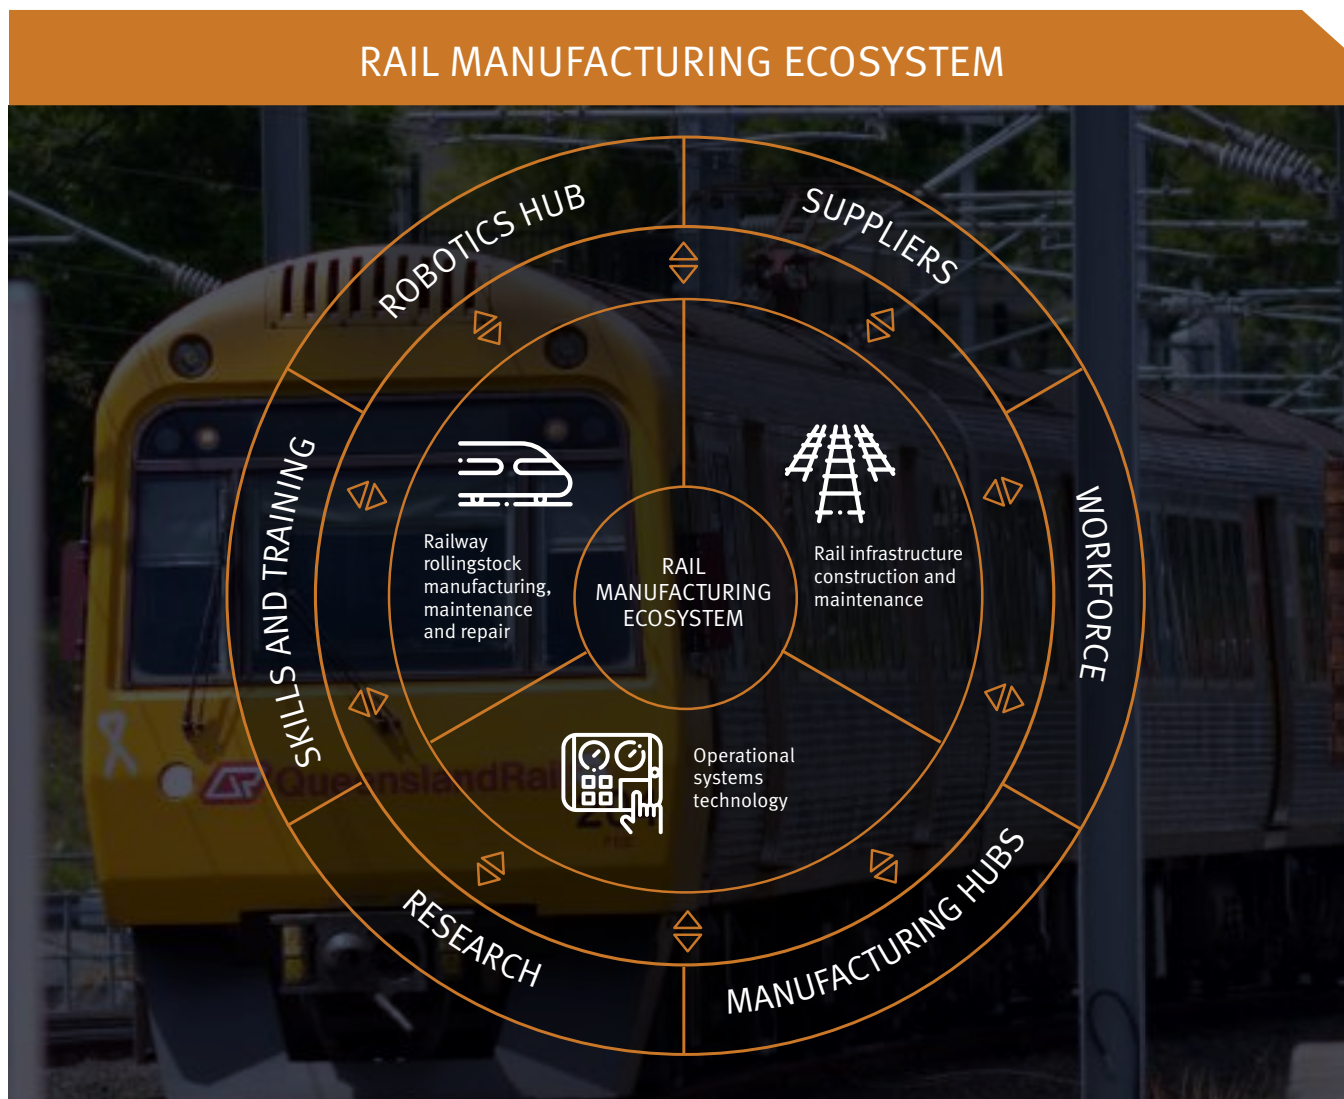 RAIL MANUFACTURING ECOSYSTEM
ROBOTICS HUB
SUPPLIERS
SKILLS AND TRAINING
WORKFORCE
Railway
rollingstock
manufacturing,
maintenance
and repair
RAIL
MANUFACTURING
ECOSYSTEM
Rail infrastructure
construction and
maintenance
Operational
systems
technology
QueenslandRail
RESEARCH
MANUFACTURING HUBS